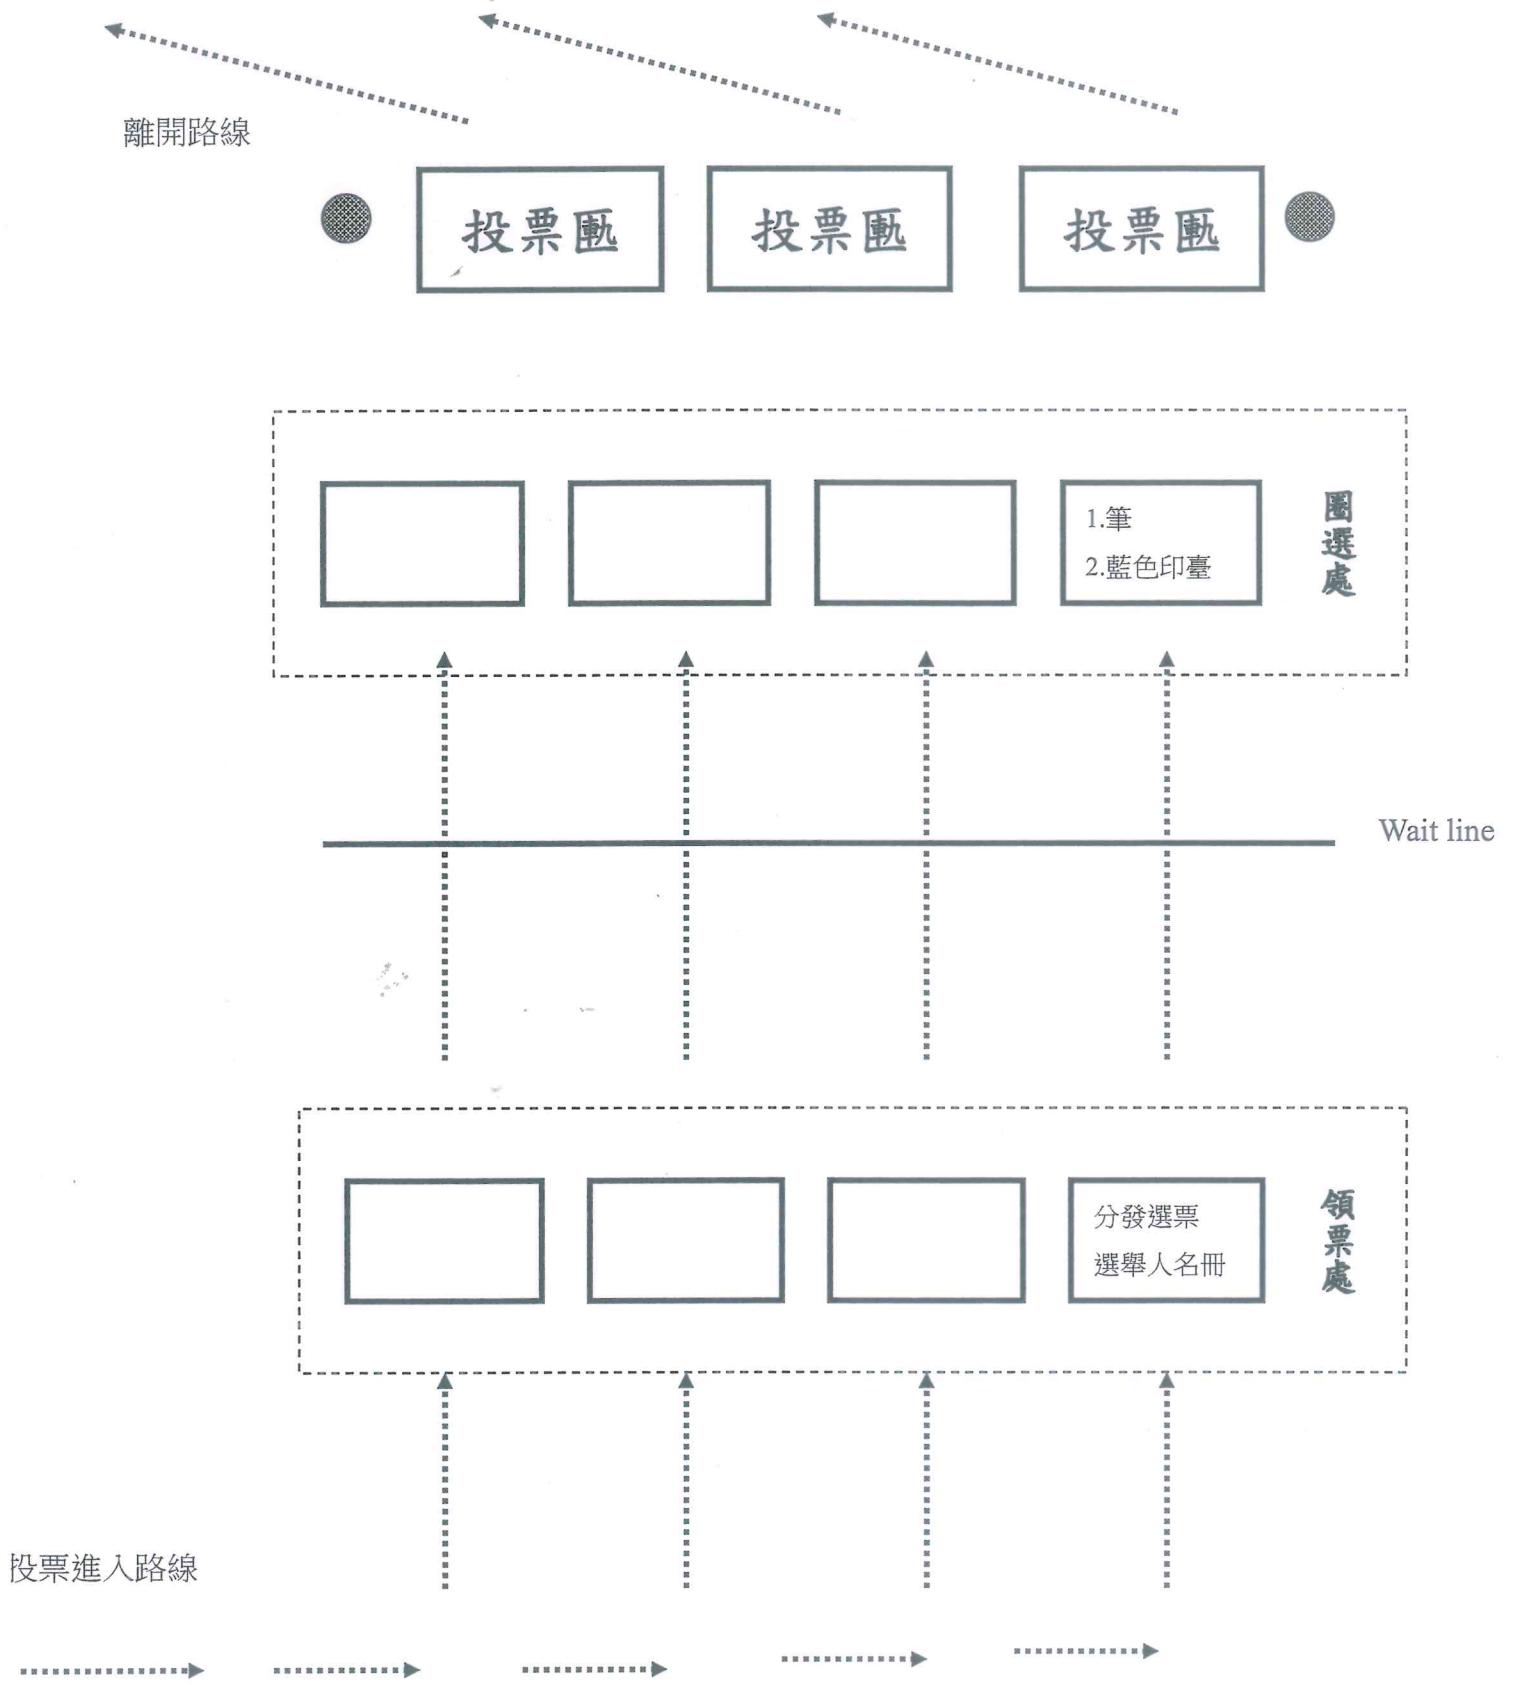 離開路線
投票匭
投票匭
投票匭
1.筆
2.藍色印臺
圈選處
Wait line
分發選票
選舉人名冊
領票處
投票進入路線